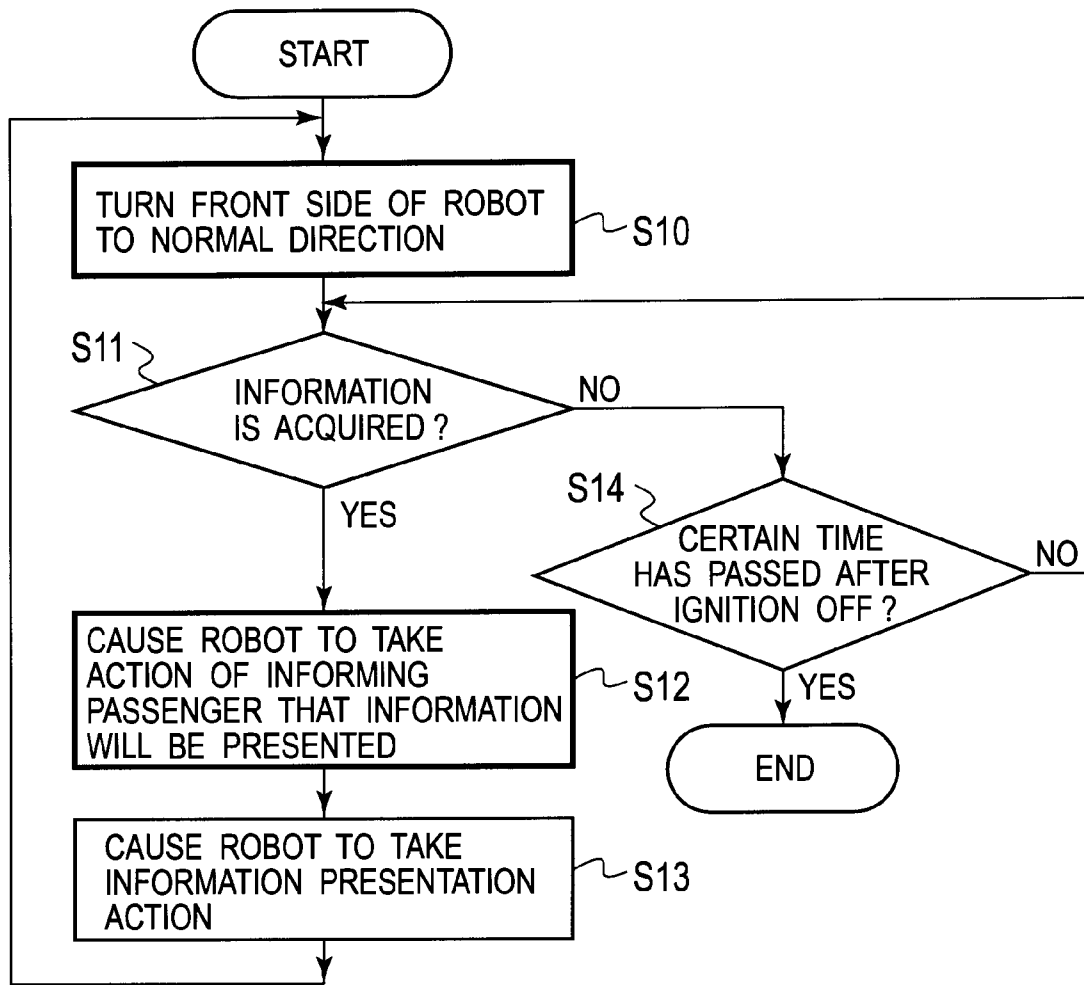 START
TURN FRONT SIDE OF ROBOT
TO NORMAL DIRECTION
S10
S11
INFORMATION
IS ACQUIRED?
NO
YES
S14
CERTAIN TIME
HAS PASSED AFTER
IGNITION OFF?
NO
YES
END
CAUSE ROBOT TO TAKE
ACTION OF INFORMING
PASSENGER THAT INFORMATION
WILL BE PRESENTED
S12
CAUSE ROBOT TO TAKE
INFORMATION PRESENTATION
ACTION
S13